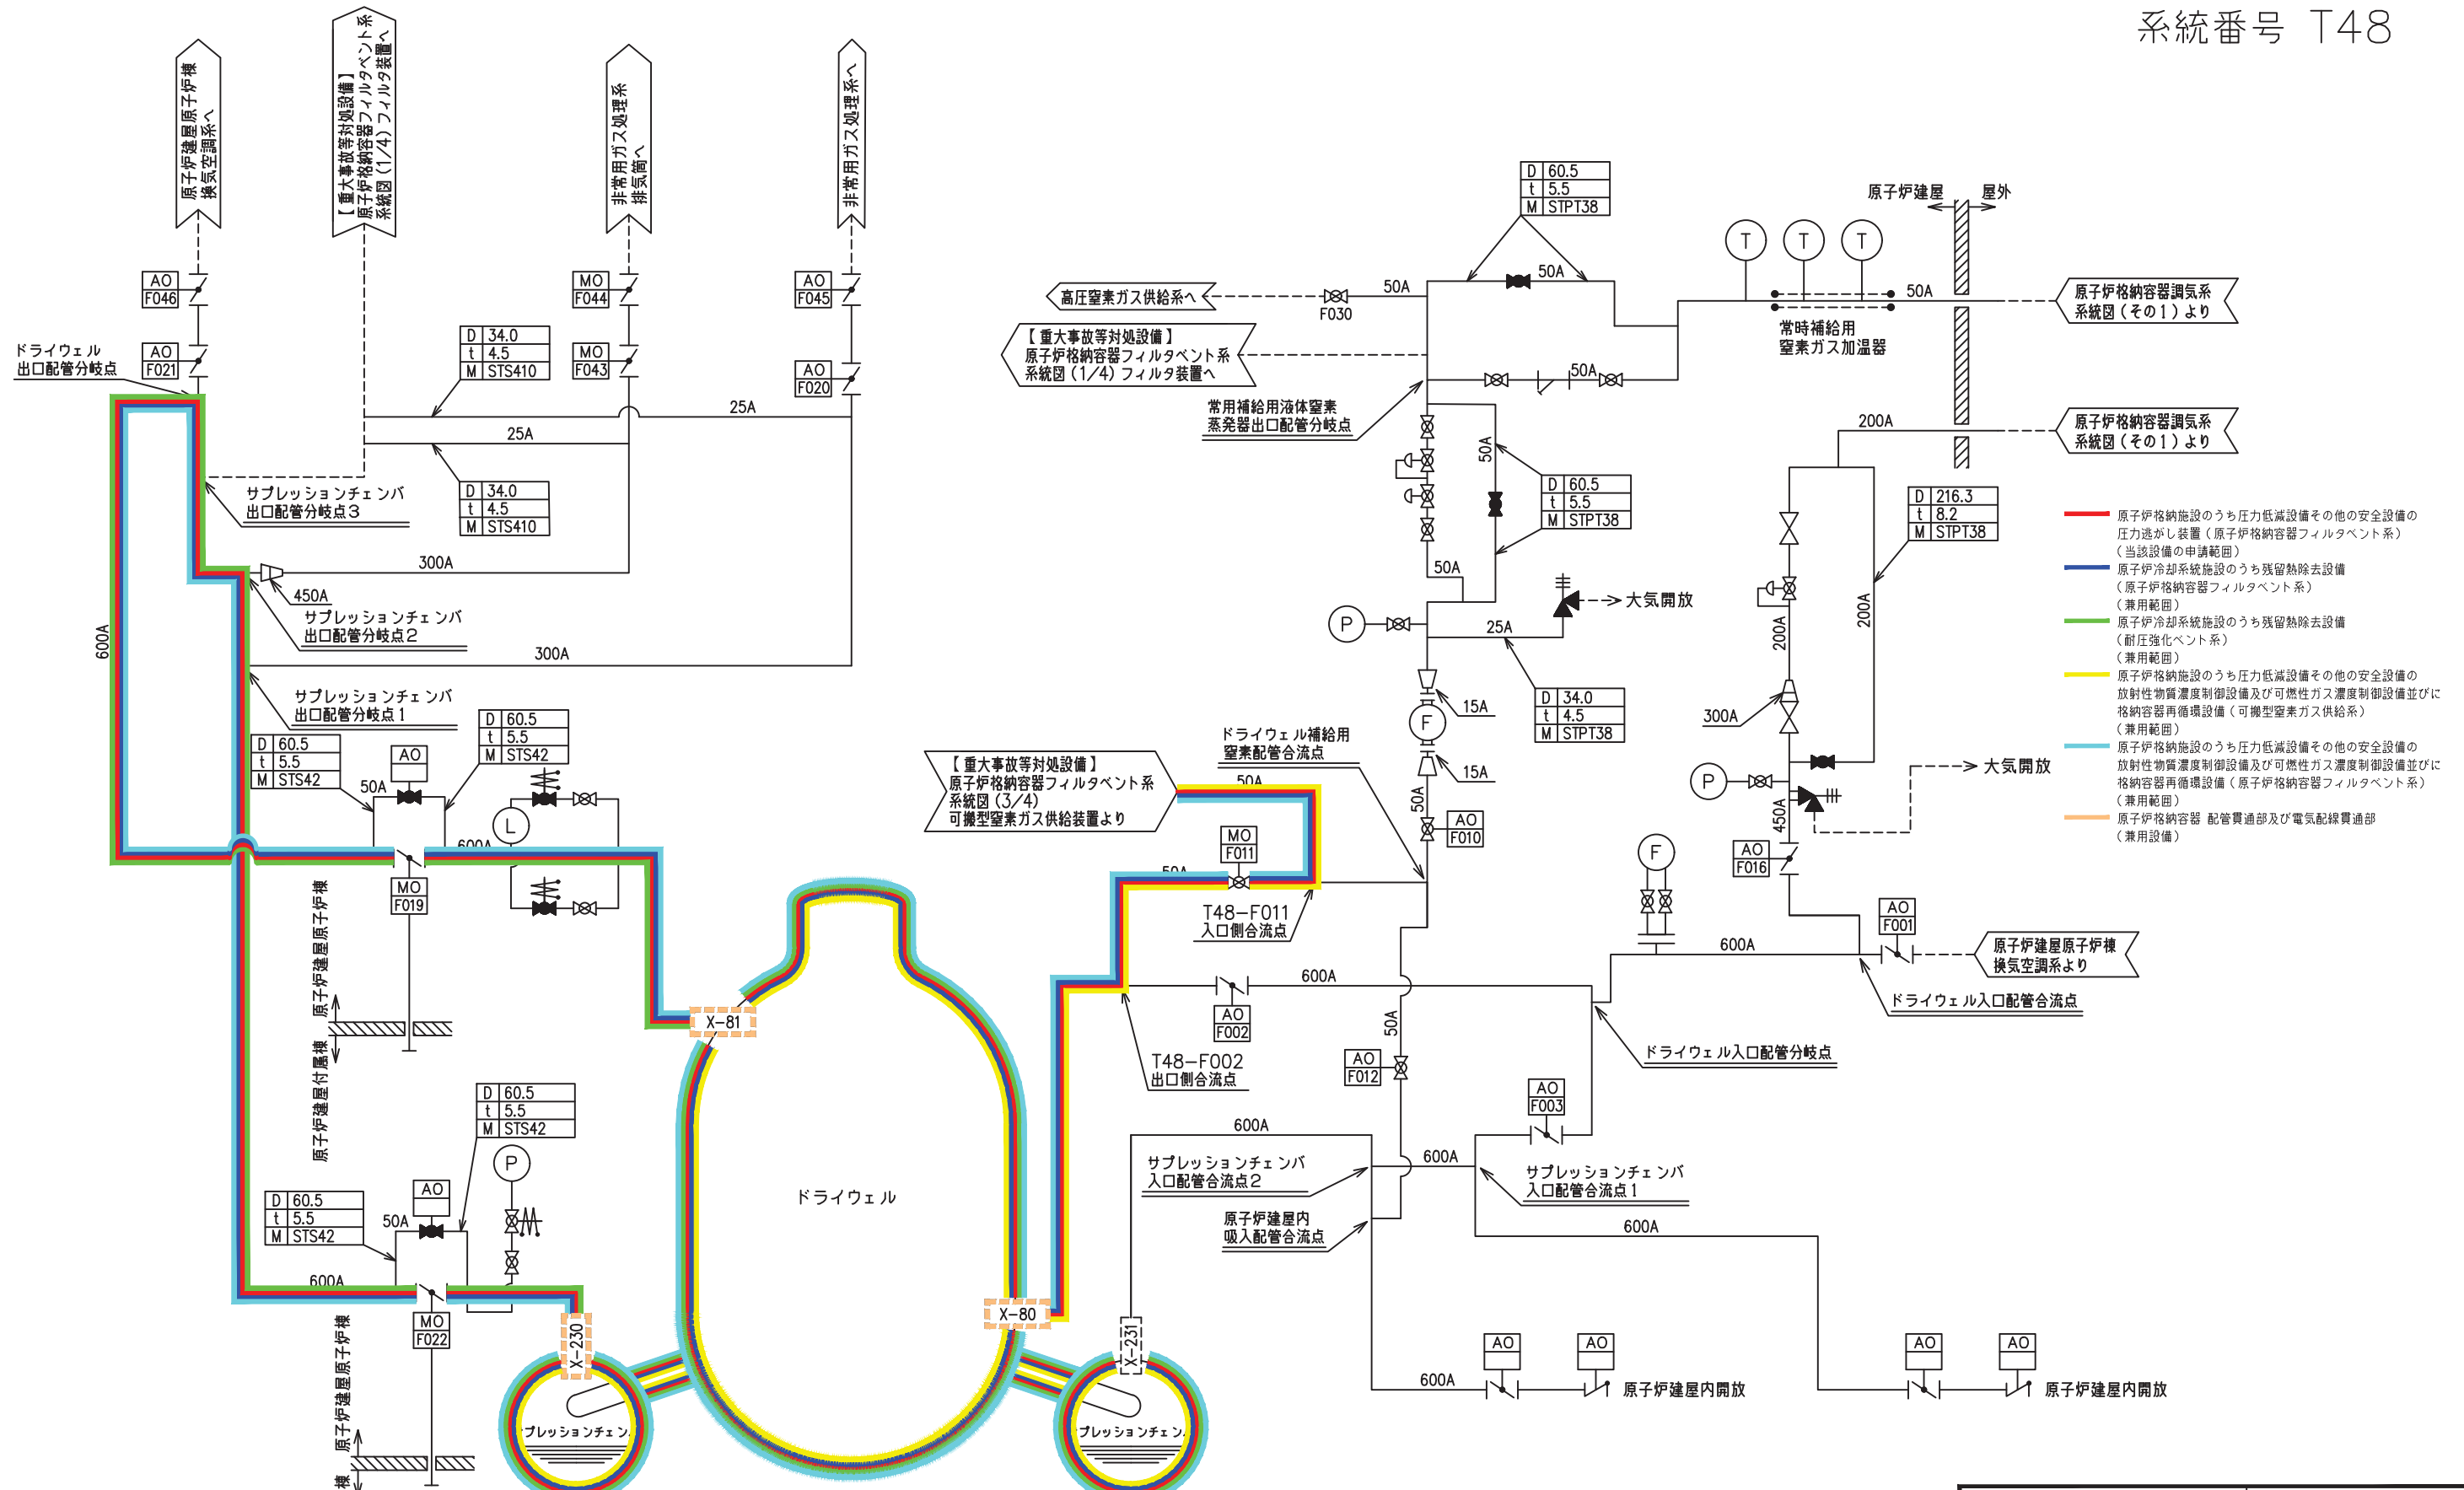 系統番号 T48
原子炉建屋原子炉棟
換気空調系へ
【重大事故等対処設備】
原子炉格納容器フィルタベント系
系統図(1/4)フィルタ装置へ
非常用ガス処理系
排気筒へ
非常用ガス処理系へ
AO
F046
AO
F021
MO
F044
MO
F043
AO
F045
AO
F020
ドライウェル
出口配管分岐点
D 34.0
t 4.5
M STS410
25A
25A
D 34.0
t 4.5
M STS410
サプレッションチェンバ
出口配管分岐点3
300A
450A
サプレッションチェンバ
出口配管分岐点2
600A
300A
サプレッションチェンバ
出口配管分岐点1
D 60.5
t 5.5
M STS42
AO
50A
D 60.5
t 5.5
M STS42
L
600A
MO
F019
原子炉建屋原子炉棟
原子炉建屋付属棟
X-81
D 60.5
t 5.5
M STS42
P
AO
50A
D 60.5
t 5.5
M STS42
600A
MO
F022
原子炉建屋原子炉棟
棟
X-230
ドライウェル
X-80
X-231
プレッションチェン
プレッションチェン
D 60.5
t 5.5
M STPT38
50A
高圧窒素ガス供給系へ
50A
F030
【重大事故等対処設備】
原子炉格納容器フィルタベント系
系統図(1/4)フィルタ装置へ
50A
常用補給用液体窒素
蒸発器出口配管分岐点
50A
D 60.5
t 5.5
M STPT38
50A
P
25A
大気開放
D 34.0
t 4.5
M STPT38
15A
F
15A
50A
AO
F010
ドライウェル補給用
窒素配管合流点
【重大事故等対処設備】
原子炉格納容器フィルタベント系
系統図(3/4)
可搬型窒素ガス供給装置より
50A
MO
F011
50A
T48-F011
入口側合流点
600A
AO
F002
T48-F002
出口側合流点
50A
AO
F012
600A
サプレッションチェンバ
入口配管合流点2
原子炉建屋内
吸入配管合流点
600A
AO
F003
サプレッションチェンバ
入口配管合流点1
600A
600A
AO
AO
原子炉建屋内開放
AO
AO
原子炉建屋内開放
原子炉建屋
屋外
T
T
T
50A
常時補給用
窒素ガス加温器
原子炉格納容器調気系
系統図(その1)より
200A
原子炉格納容器調気系
系統図(その1)より
D 216.3
t 8.2
M STPT38
200A
200A
300A
P
450A
大気開放
AO
F016
F
AO
F001
600A
原子炉建屋原子炉棟
換気空調系より
ドライウェル入口配管合流点
ドライウェル入口配管分岐点
原子炉格納施設のうち圧力低減設備その他の安全設備の
圧力逃がし装置(原子炉格納容器フィルタベント系)
(当該設備の申請範囲)
原子炉冷却系統施設のうち残留熱除去設備
(原子炉格納容器フィルタベント系)
(兼用範囲)
原子炉冷却系統施設のうち残留熱除去設備
(耐圧強化ベント系)
(兼用範囲)
原子炉格納施設のうち圧力低減設備その他の安全設備の
放射性物質濃度制御設備及び可燃性ガス濃度制御設備並びに
格納容器再循環設備(可搬型窒素ガス供給系)
(兼用範囲)
原子炉格納施設のうち圧力低減設備その他の安全設備の
放射性物質濃度制御設備及び可燃性ガス濃度制御設備並びに
格納容器再循環設備(原子炉格納容器フィルタベント系)
(兼用範囲)
原子炉格納容器 配管貫通部及び電気配線貫通部
(兼用設備)